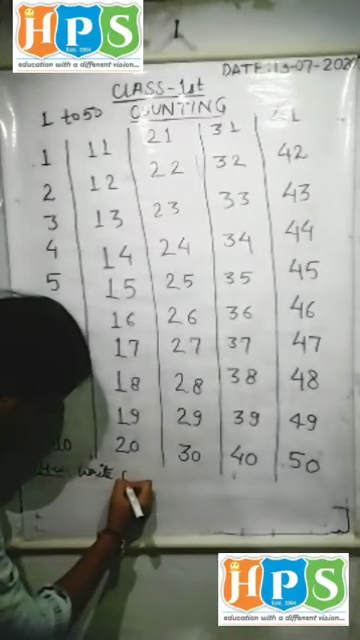 HPS
Estd. 2004
education with a different vision...
DATE:13-07-202
CLASS-1st
1 to 50 COUNTING
1 11 21 31
2 12 22 32 42
3 13 23 33 43
4 14 24 34 44
5 15 25 35 45
16 26 36 46
17 27 37 47
18 28 38 48
19 29 39 49
10 20 30 40 50
H.w write
HPS
Estd. 2004
education with a different vision...